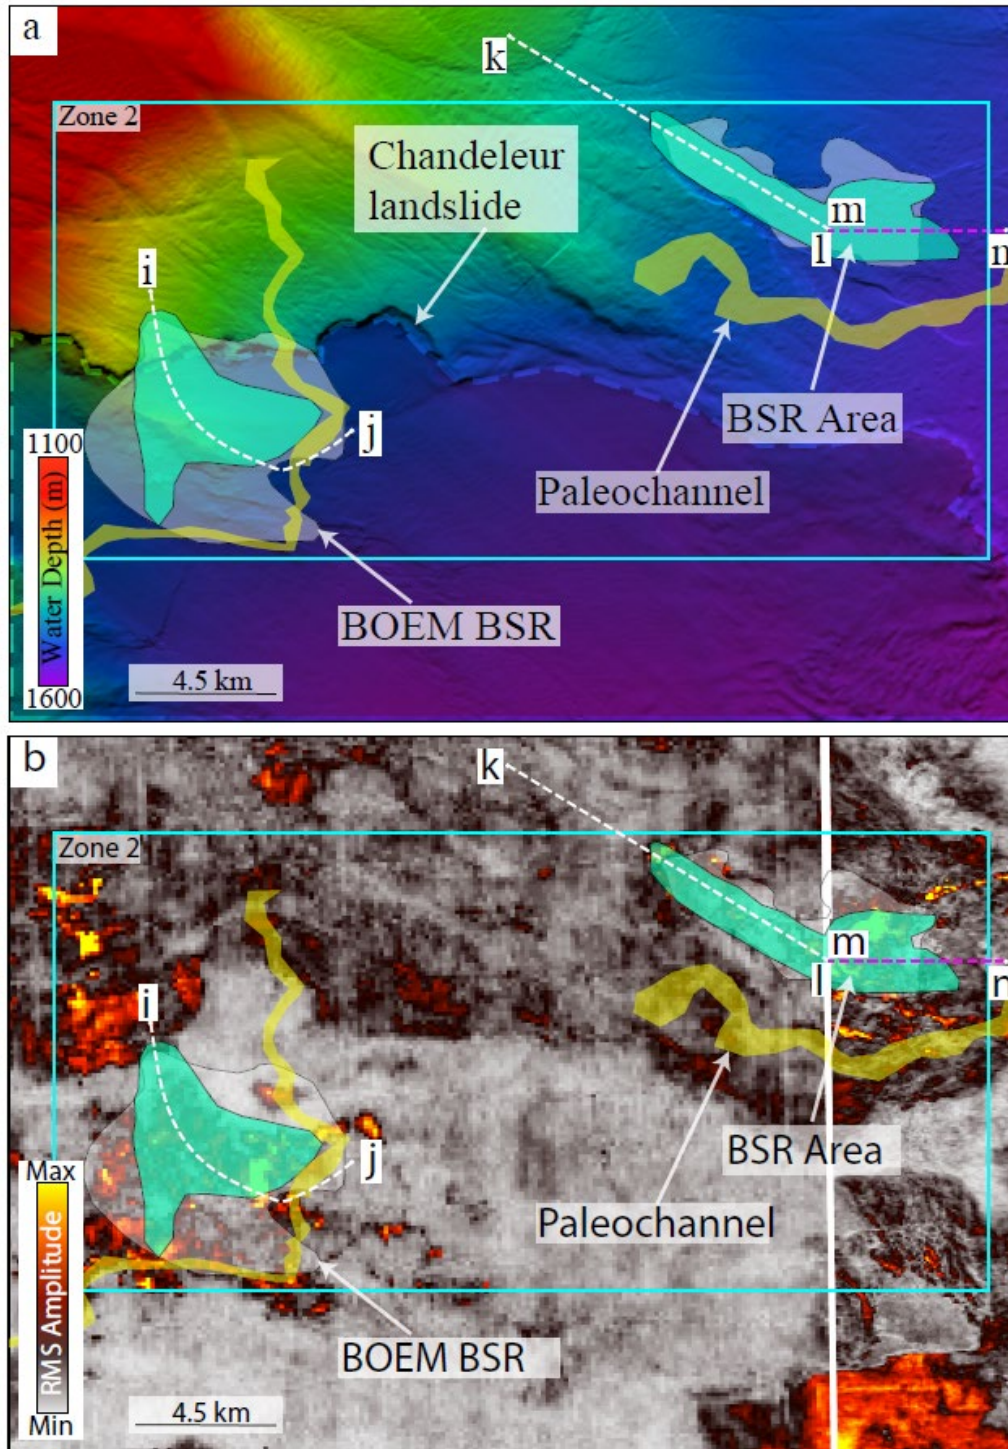 a
k
Zone 2
Chandeleur
landslide
m
l
n
i
BSR Area
j
1100
Water Depth (m)
1600
Paleochannel
BOEM BSR
4.5 km
b
k
Zone 2
m
l
n
i
BSR Area
j
Max
RMS Amplitude
Min
Paleochannel
BOEM BSR
4.5 km